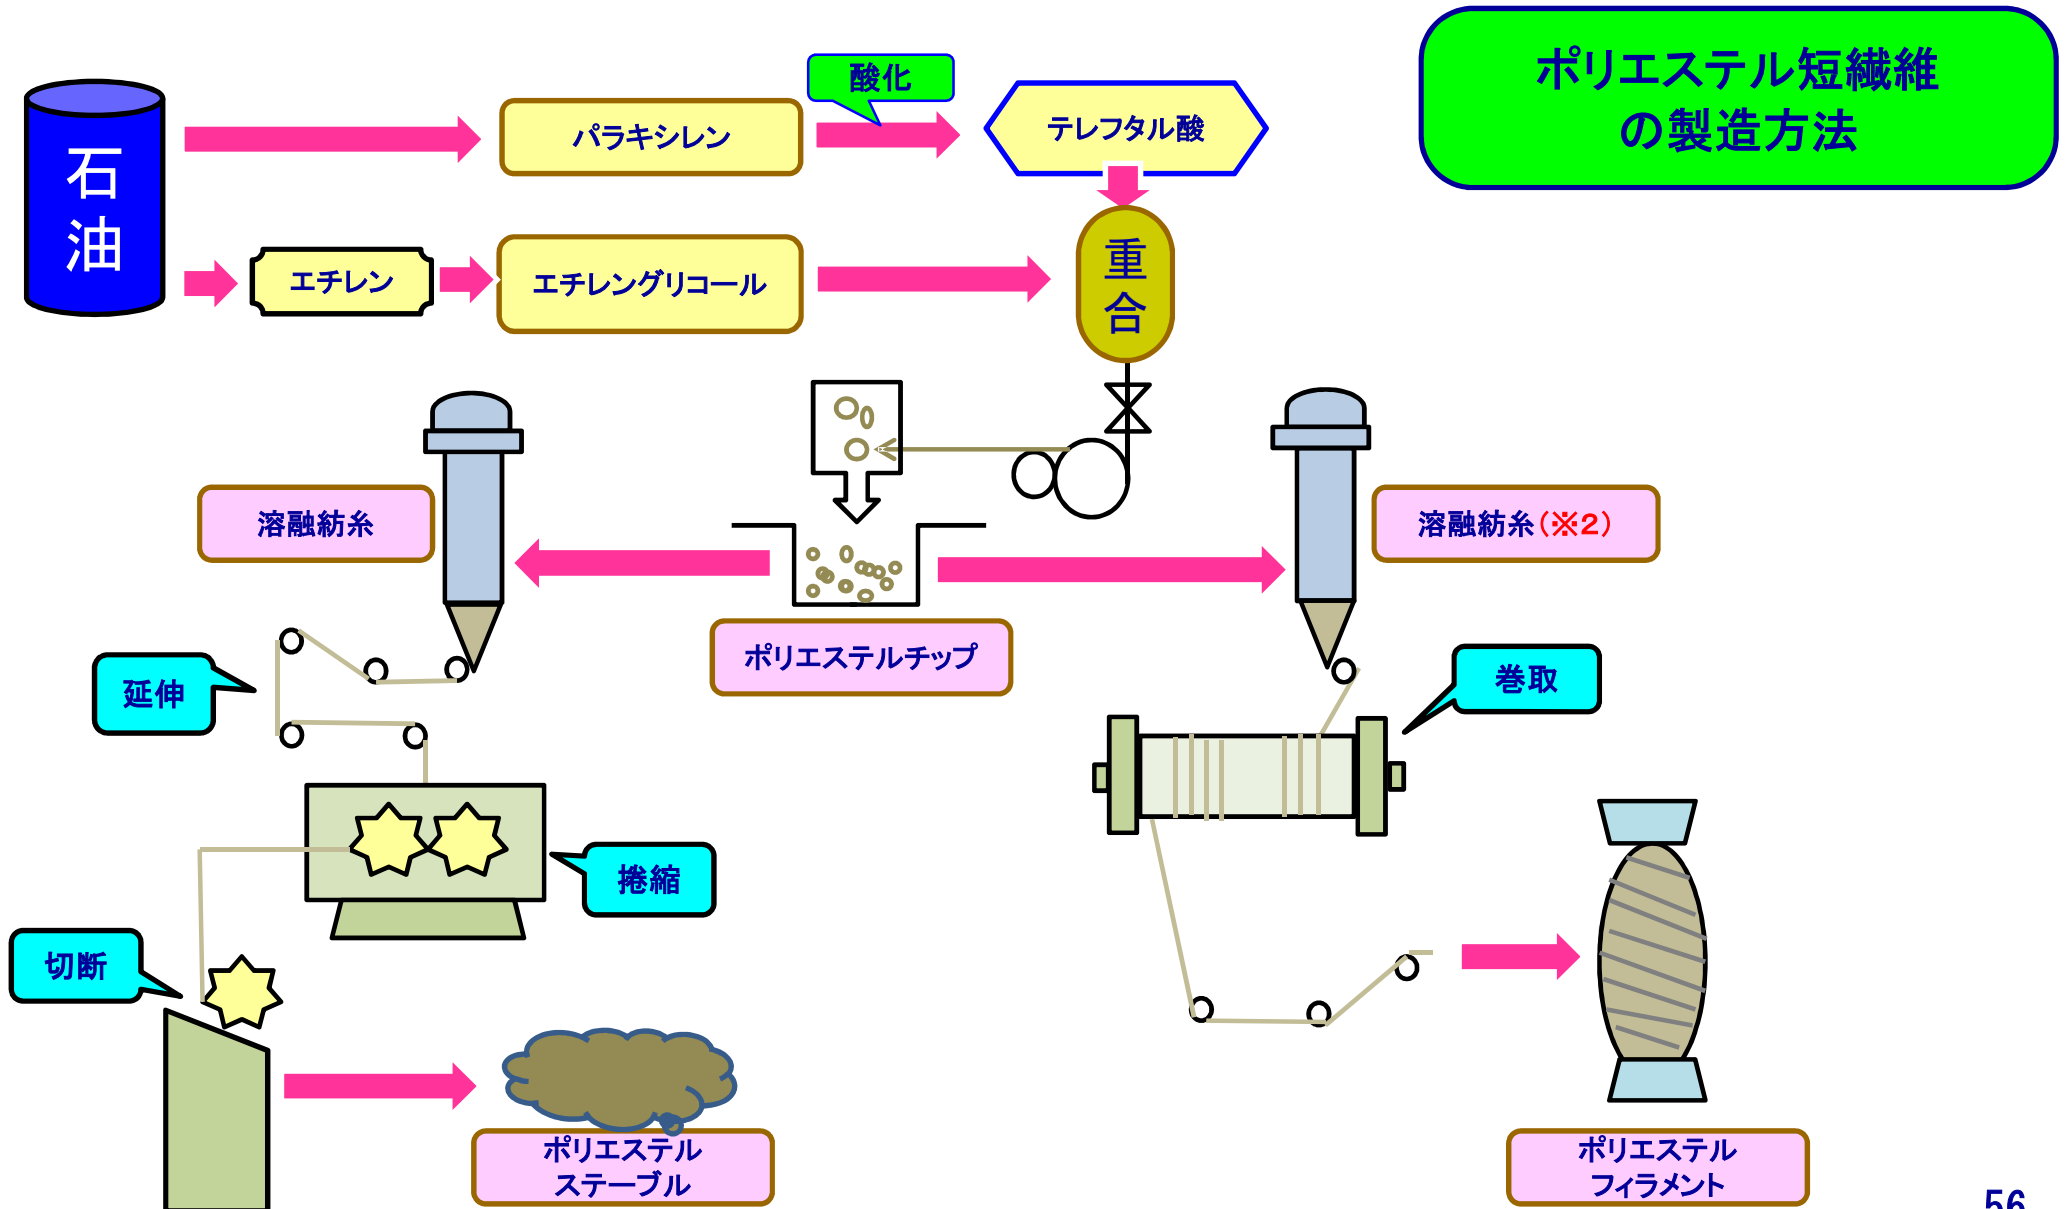 ポリエステル短繊維
の製造方法
石
油
酸化
パラキシレン
テレフタル酸
エチレン
エチレングリコール
重
合
溶融紡糸
溶融紡糸(※2)
ポリエステルチップ
延伸
巻取
捲縮
切断
ポリエステル
ステーブル
ポリエステル
フィラメント
56